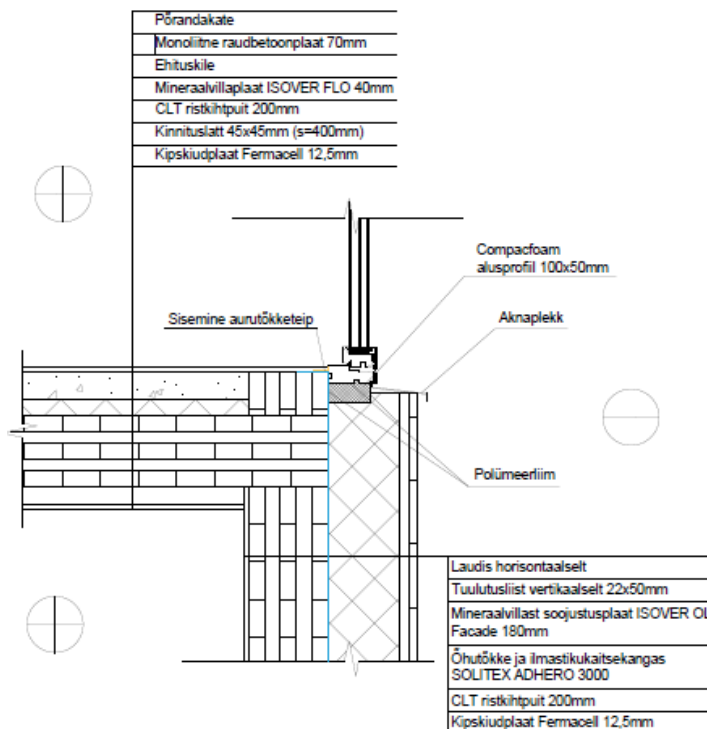 Põrandakate
Monoliitne raudbetoonplaat 70mm
Ehituskile
Mineraalvillaplaat ISOVER FLO 40mm
CLT ristkihtpuit 200mm
Kinnituslatt 45x45mm (s=400mm)
Kipskiudplaat Fermacell 12,5mm
Compacfoam
alusprofiil 100x50mm
Sisemine aurutõkketeip
Aknaplekk
Polümeerliim
Laudis horisontaalselt
Tuulutusliist vertikaalselt 22x50mm
Mineraalvillast soojustusplaat ISOVER OL
Facade 180mm
Õhutõkke ja ilmastikukaitsekangas
SOLITEX ADHERO 3000
CLT ristkihtpuit 200mm
Kipskiudplaat Fermacell 12,5mm